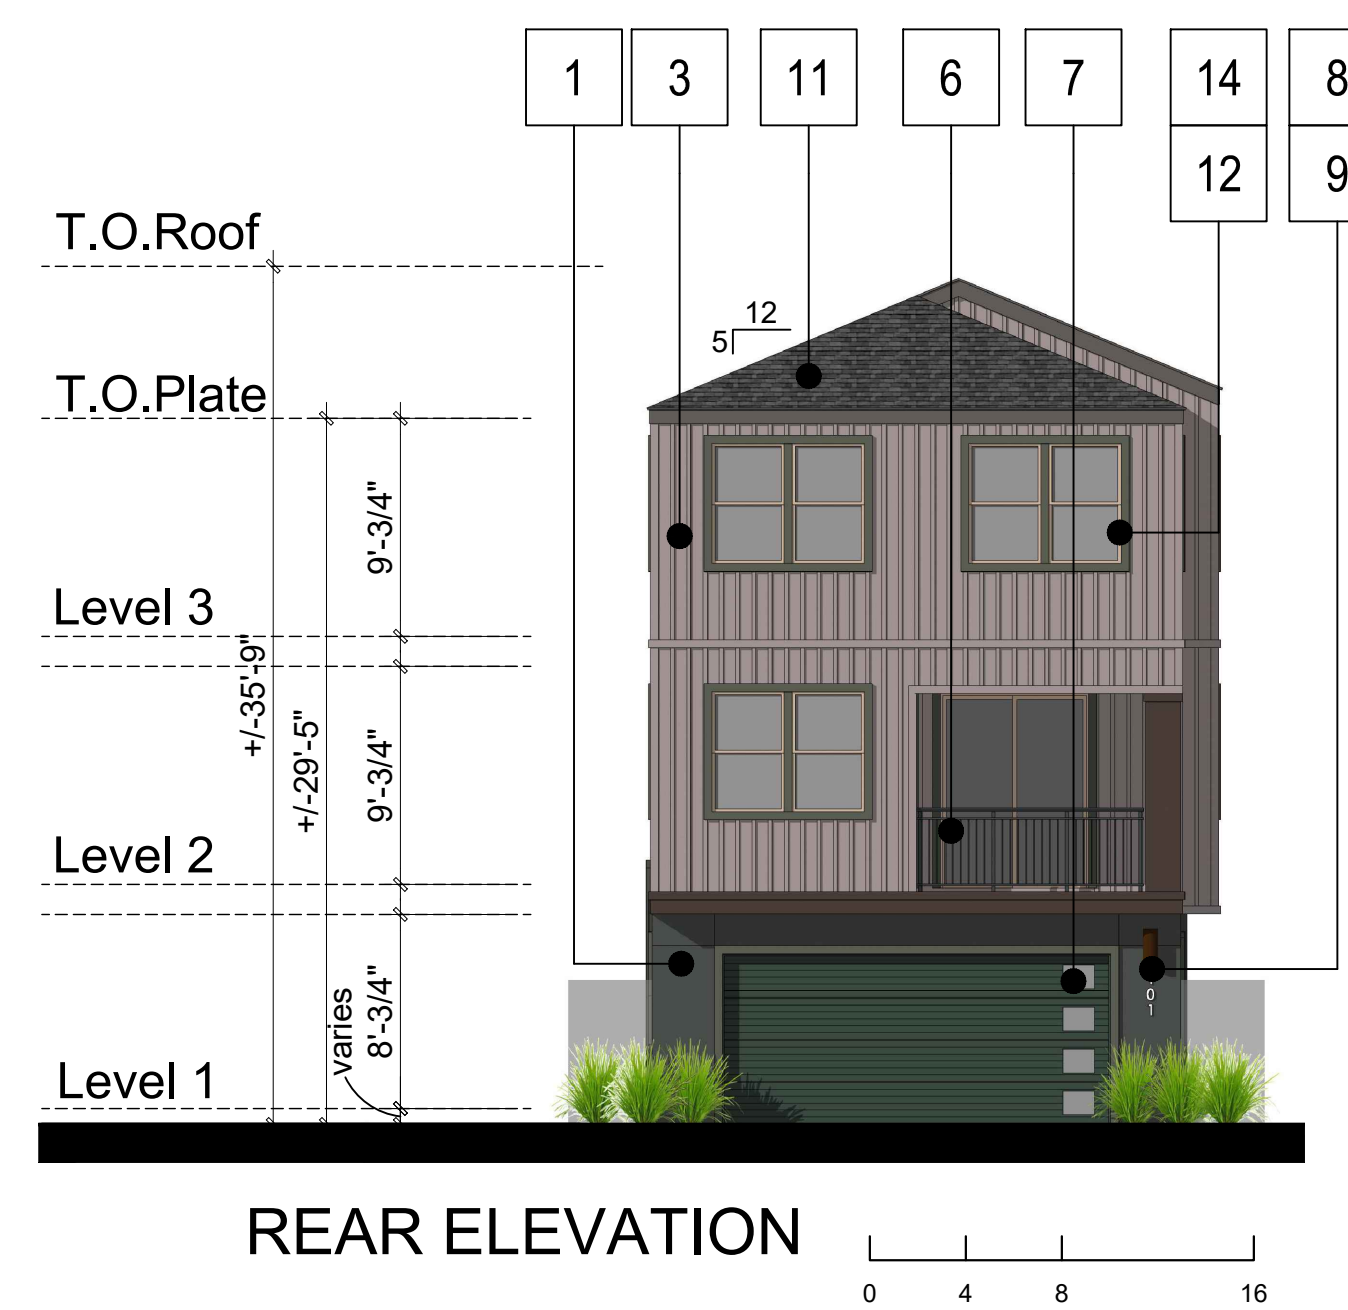 1 3 11 6 7 14 8
12 9
T.O.Roof
12
5
T.O.Plate
9'-3/4"
Level 3
+/-35'-9"
+/-29'-5"
9'-3/4"
Level 2
varies
8'-3/4"
0
1
Level 1
REAR ELEVATION
0 4 8 16